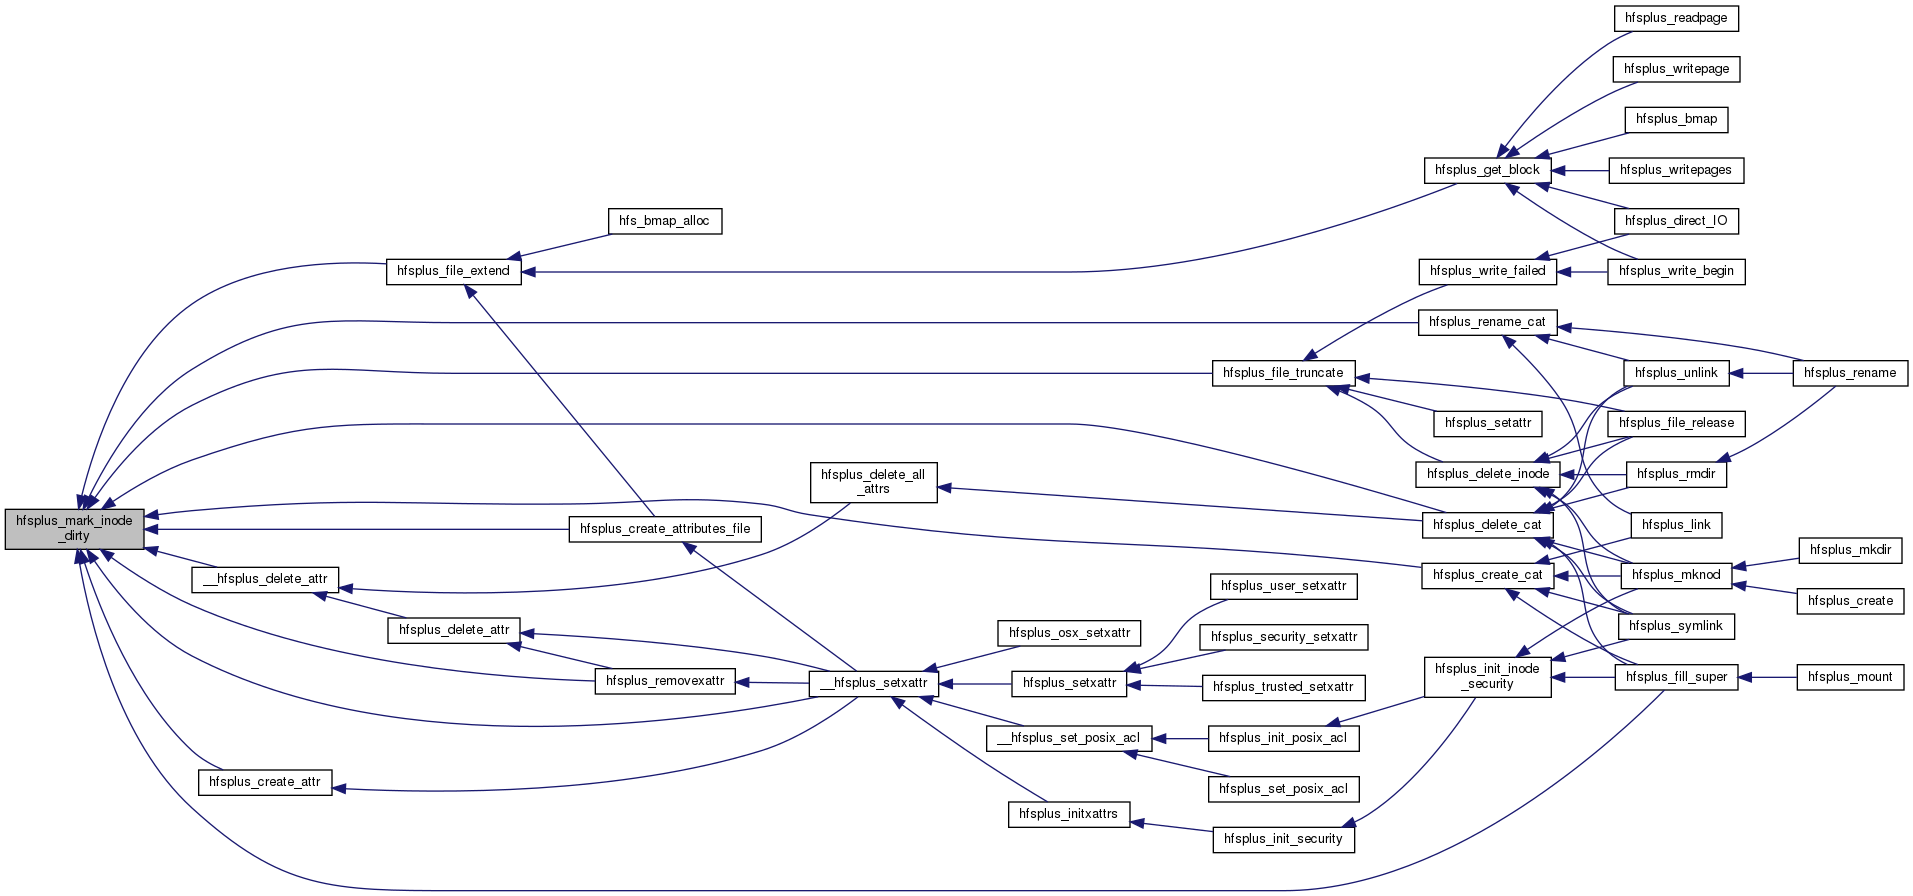 hfsplus_readpage
hfsplus_writepage
hfsplus_bmap
hfsplus_get_block
hfsplus_writepages
hfs_bmap_alloc
hfsplus_direct_IO
hfsplus_file_extend
hfsplus_write_failed
hfsplus_write_begin
hfsplus_rename_cat
hfsplus_file_truncate
hfsplus_unlink
hfsplus_rename
hfsplus_setattr
hfsplus_file_release
hfsplus_delete_all
_attrs
hfsplus_delete_inode
hfsplus_rmdir
hfsplus_mark_inode
_dirty
hfsplus_create_attributes_file
hfsplus_delete_cat
hfsplus_link
__hfsplus_delete_attr
hfsplus_user_setxattr
hfsplus_create_cat
hfsplus_mknod
hfsplus_mkdir
hfsplus_create
hfsplus_delete_attr
hfsplus_osx_setxattr
hfsplus_security_setxattr
hfsplus_symlink
hfsplus_removexattr
__hfsplus_setxattr
hfsplus_setxattr
hfsplus_trusted_setxattr
hfsplus_init_inode
_security
hfsplus_fill_super
hfsplus_mount
__hfsplus_set_posix_acl
hfsplus_init_posix_acl
hfsplus_create_attr
hfsplus_set_posix_acl
hfsplus_initxattrs
hfsplus_init_security